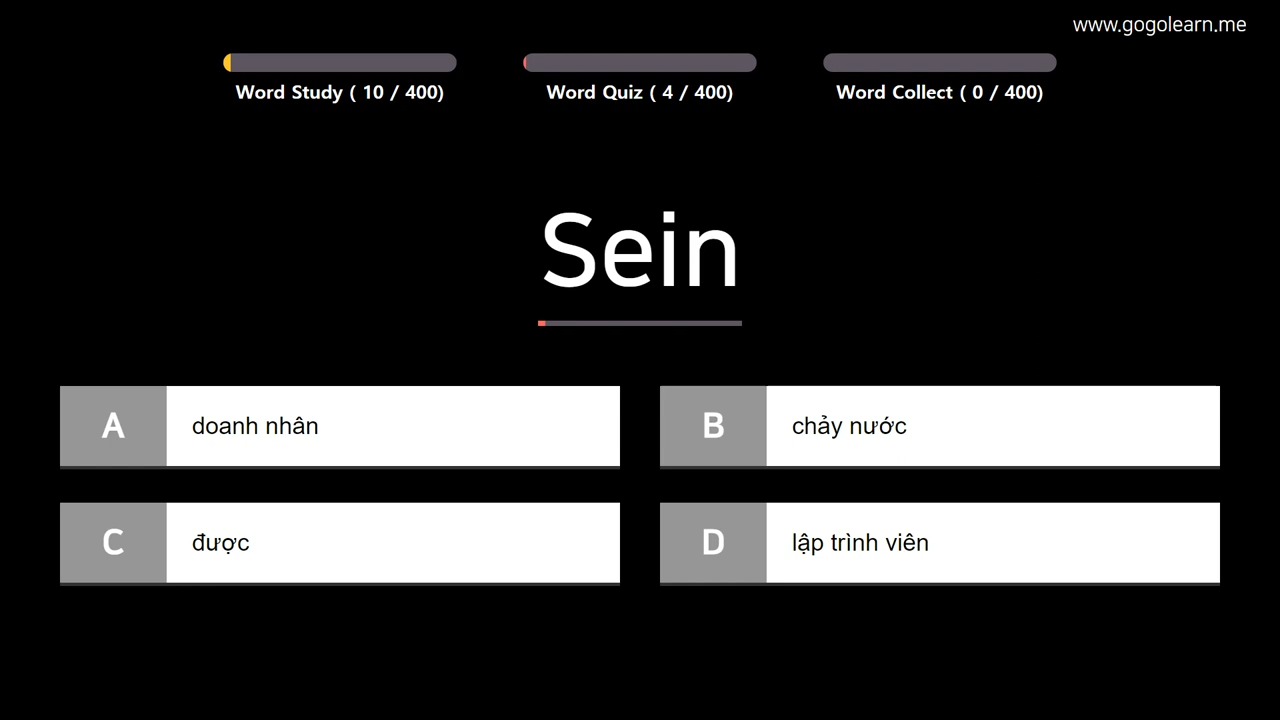 www.gogolearn.me
Word Study ( 10 / 400)
Word Quiz ( 4 / 400)
Word Collect ( 0 / 400)
Sein
A doanh nhân
B chảy nước
C được
D lập trình viên